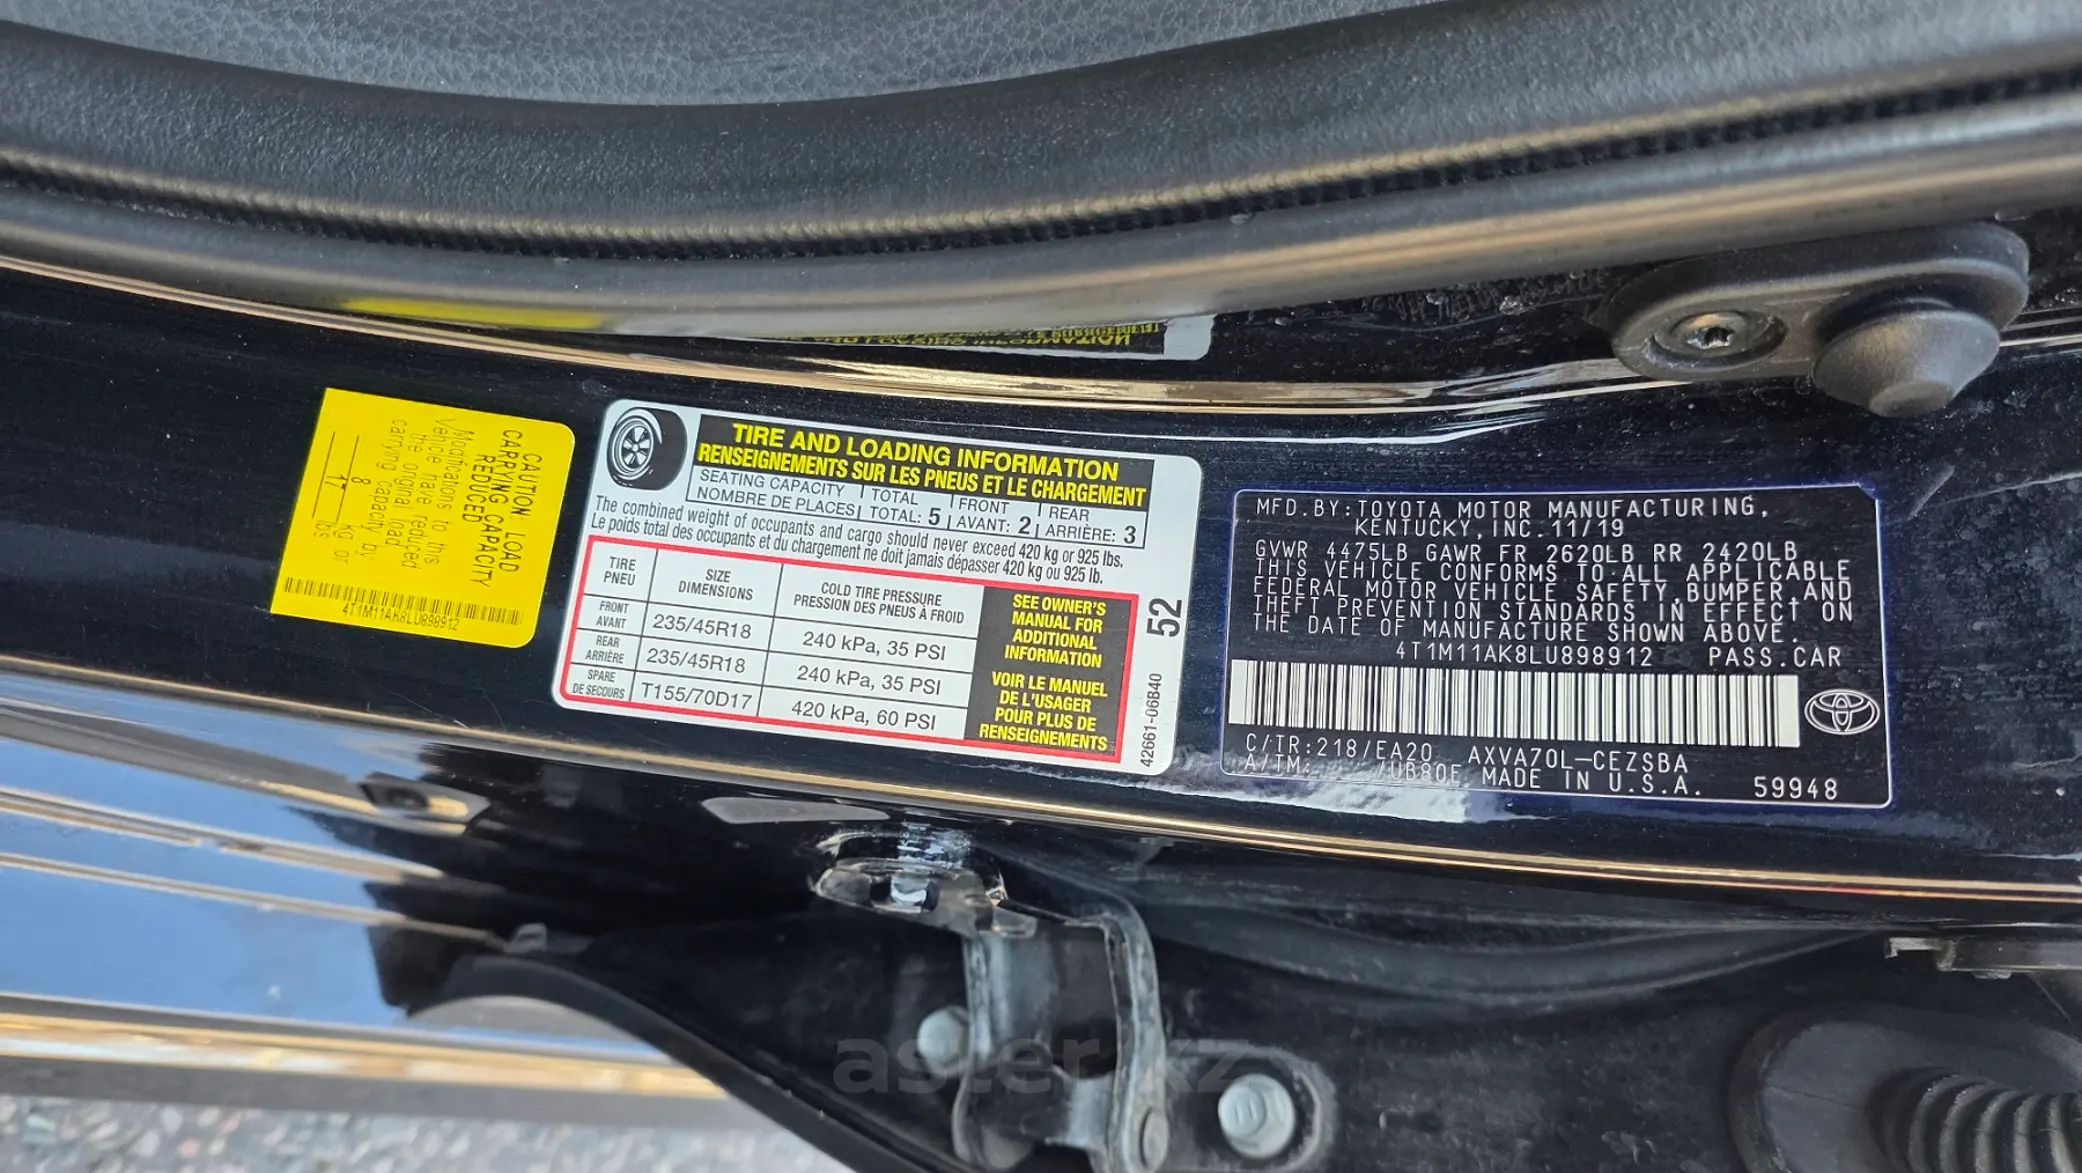 CAUTION: LOAD
CARRYING CAPACITY
REDUCED
Modifications to this
vehicle have reduced
the original load
carrying capacity by
8 kg or
17 lbs
4T1M11AK8LU898912
TIRE AND LOADING INFORMATION
RENSEIGNEMENTS SUR LES PNEUS ET LE CHARGEMENT
SEATING CAPACITY TOTAL FRONT REAR
NOMBRE DE PLACES TOTAL: 5 AVANT: 2 ARRIÈRE: 3
The combined weight of occupants and cargo should never exceed 420 kg or 925 lbs.
Le poids total des occupants et du chargement ne doit jamais dépasser 420 kg ou 925 lb.
TIRE SIZE COLD TIRE PRESSURE
PNEU DIMENSIONS PRESSION DES PNEUS À FROID
FRONT
AVANT 235/45R18 240 kPa, 35 PSI
REAR
ARRIÈRE 235/45R18 240 kPa, 35 PSI
SPARE
DE SECOURS T155/70D17 420 kPa, 60 PSI
SEE OWNER'S
MANUAL FOR
ADDITIONAL
INFORMATION
VOIR LE MANUEL
DE L'USAGER
POUR PLUS DE
RENSEIGNEMENTS
52
42661-06B40
MFD.BY:TOYOTA MOTOR MANUFACTURING,
KENTUCKY,INC.11/19
GVWR 4475LB GAWR FR 2620LB RR 2420LB
THIS VEHICLE CONFORMS TO ALL APPLICABLE
FEDERAL MOTOR VEHICLE SAFETY,BUMPER,AND
THEFT PREVENTION STANDARDS IN EFFECT ON
THE DATE OF MANUFACTURE SHOWN ABOVE.
4T1M11AK8LU898912 PASS.CAR
C/TR:218/EA20 AXVA70L-CEZSBA
A/TM: /UB80E MADE IN U.S.A. 59948
aster.kz